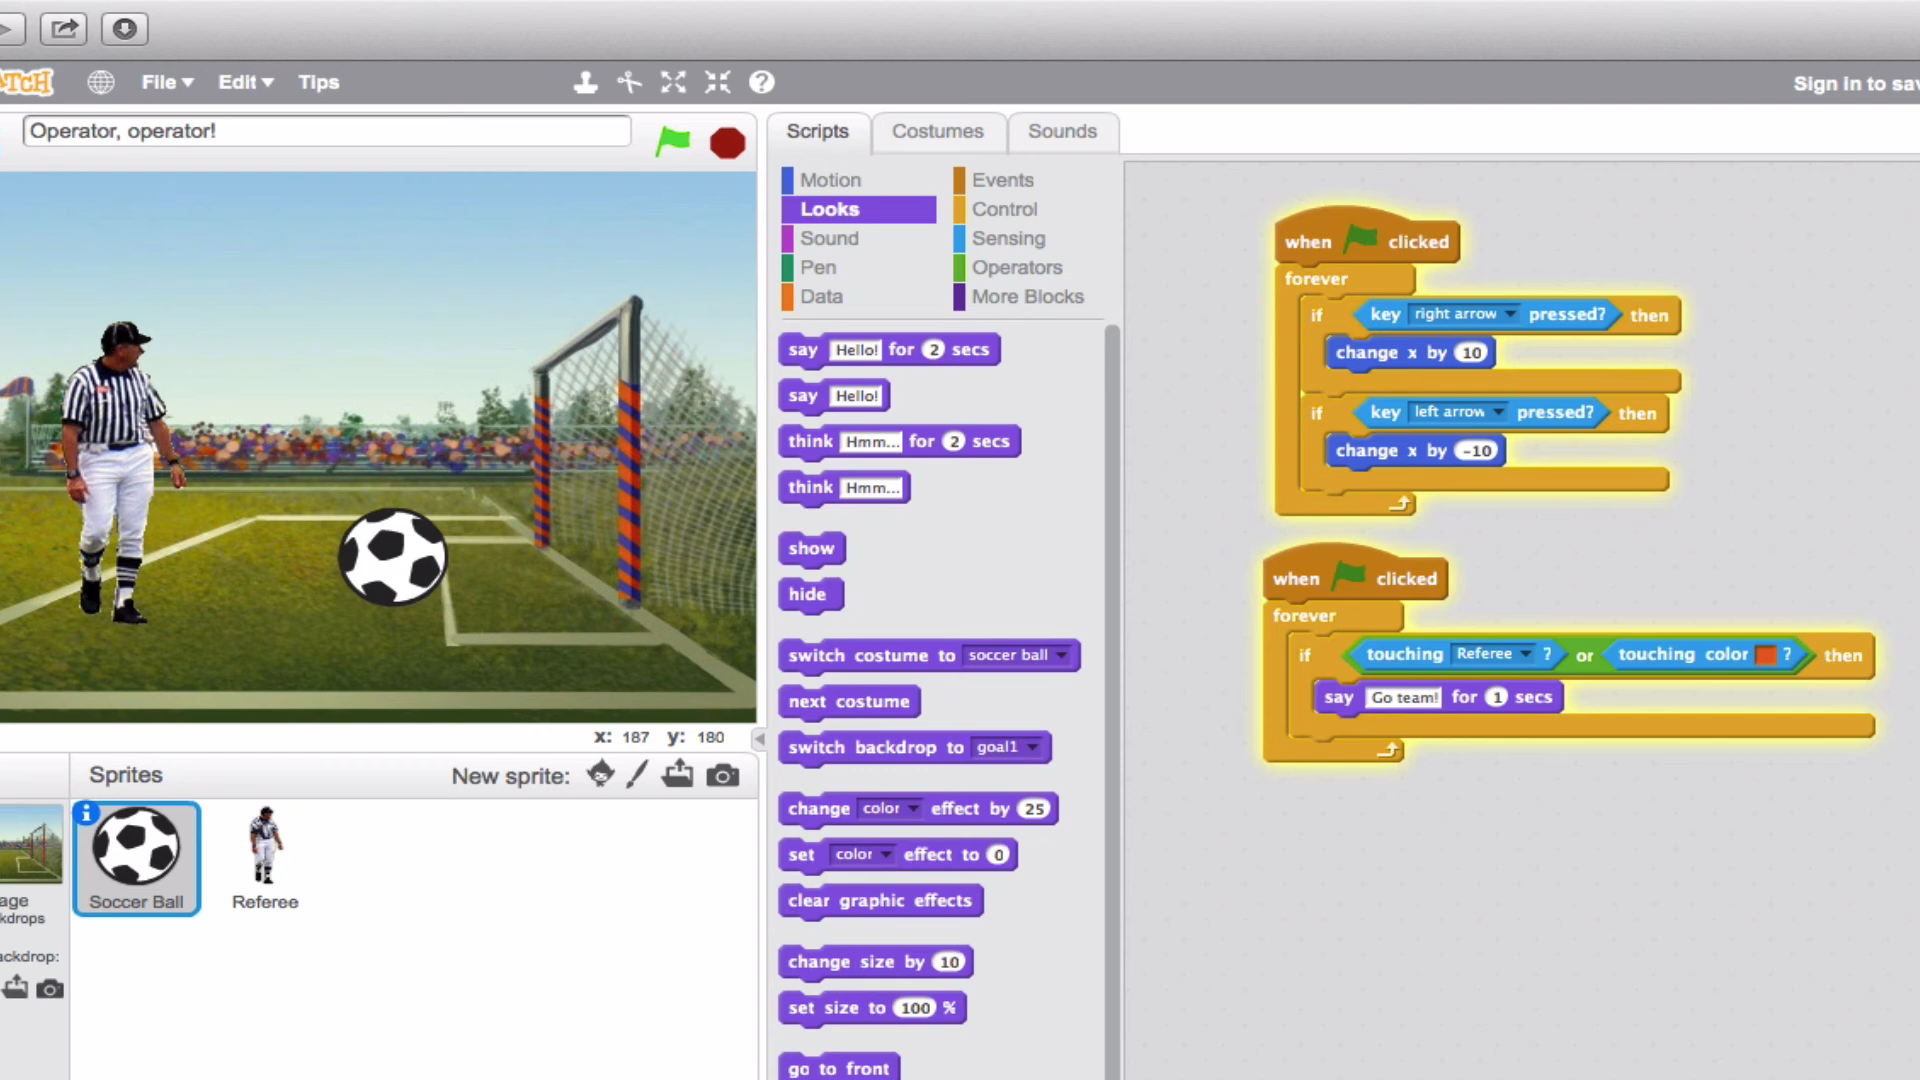 ATCH File Edit Tips ? Sign in to sav
Operator, operator!
Scripts Costumes Sounds
Motion Events
Looks Control
Sound Sensing
Pen Operators
Data More Blocks
say Hello! for 2 secs
say Hello!
think Hmm... for 2 secs
think Hmm...
show
hide
switch costume to soccer ball
next costume
switch backdrop to goal1
change color effect by 25
set color effect to 0
clear graphic effects
change size by 10
set size to 100 %
go to front
when clicked
forever
if key right arrow pressed? then
change x by 10
if key left arrow pressed? then
change x by -10
when clicked
forever
if touching Referee ? or touching color ? then
say Go team! for 1 secs
x: 187 y: 180
Sprites New sprite:
i
Soccer Ball
Referee
age
kdrops
ackdrop: